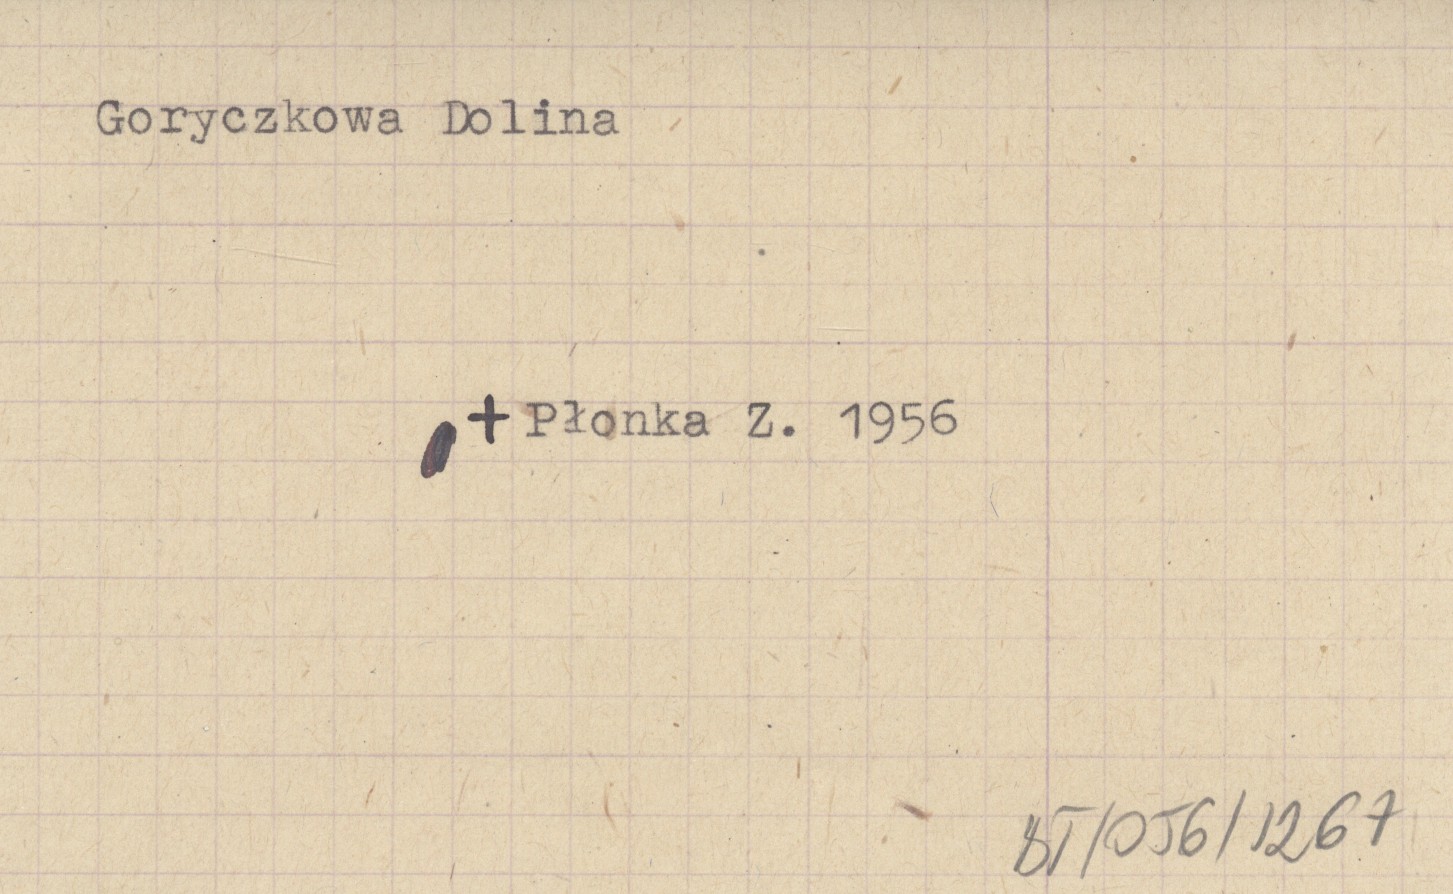 Goryczkowa Dolina
+ Płonka Z. 1956
BT/056/1267